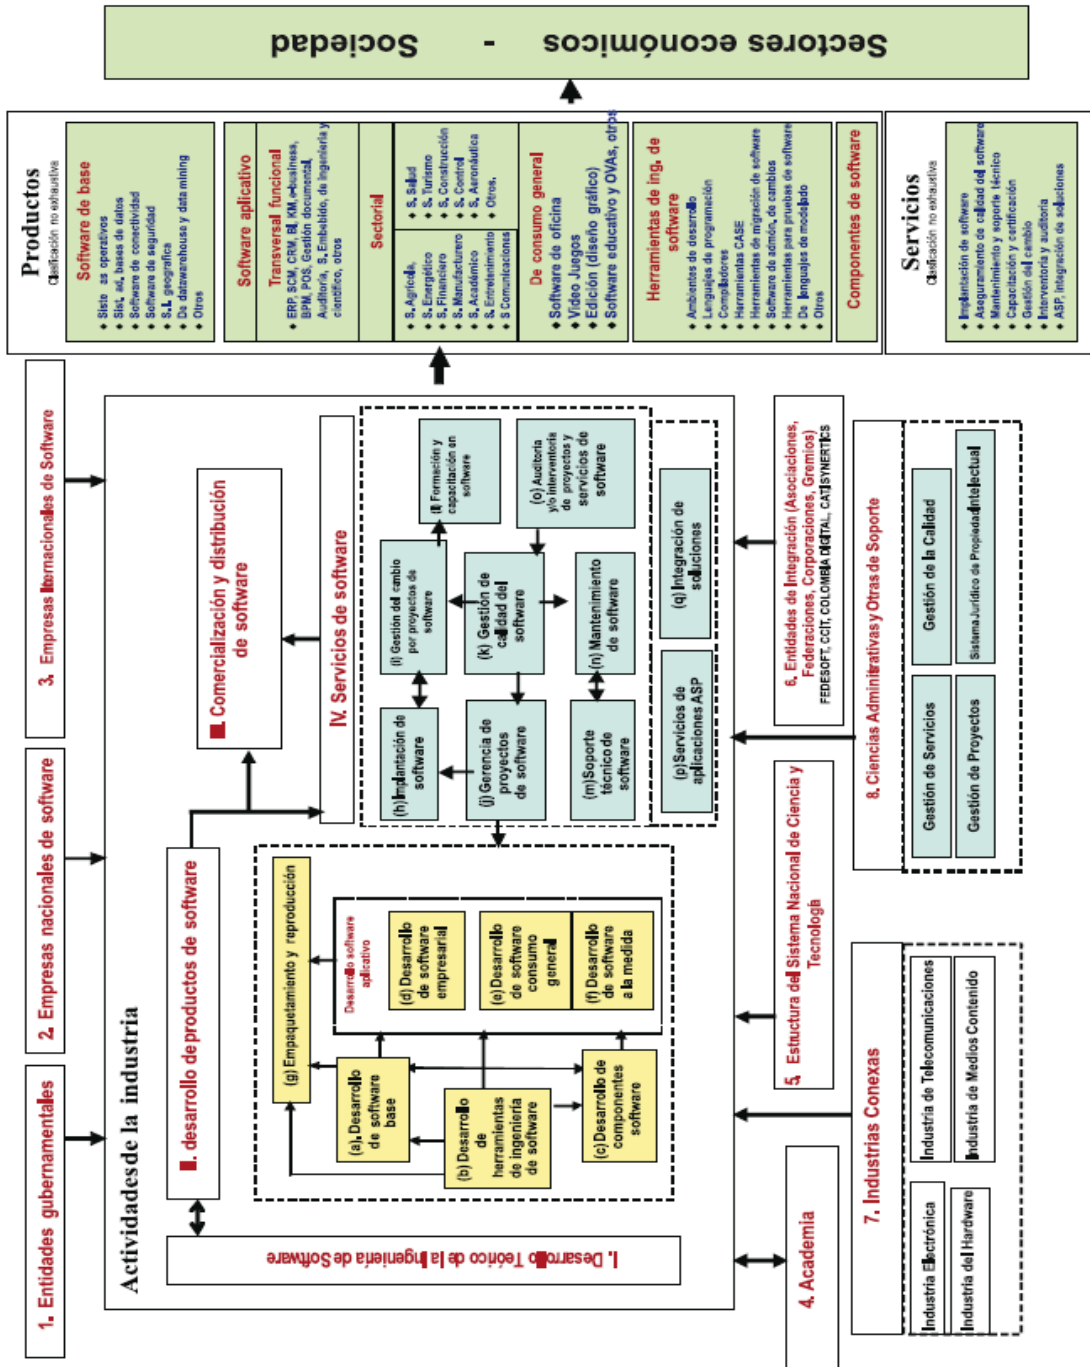 1. Entidades gubernamentales
2. Empresas nacionales de software
3. Empresas Internacionales de Software
Actividades de la industria
I. Desarrollo Teórico de la Ingeniería de Software
II. desarrollo de productos de software
(g) Empaquetamiento y reproducción
(a). Desarrollo
de software
base
(b) Desarrollo
de
herramientas
de ingeniería
de software
(c) Desarrollo de
componentes
software
Desarrollo software
aplicativo
(d) Desarrollo
de software
empresarial
(e) Desarrollo
de software
consumo
general
(f) Desarrollo
de software
a la medida
III. Comercialización y distribución
de software
IV. Servicios de software
(h) Implantación de
software
(i) Gestión del cambio
por proyectos de
software
(l) Formación y
capacitación en
software
(j) Gerencia de
proyectos
de software
(k) Gestión de
calidad del
software
(o) Auditoria
y/o interventoria
de proyectos y
servicios de
software
(m) Soporte
técnico de
software
(n) Mantenimiento
de software
(p) Servicios de
aplicaciones ASP
(q) Integración de
soluciones
4. Academia
5. Estructura del Sistema Nacional de Ciencia y
Tecnología
6. Entidades de Integración (Asociaciones,
Federaciones, Corporaciones, Gremios)
FEDESOFT, CCIT, COLOMBIA DIGITAL, CATI, SYNERTICS
7. Industrias Conexas
Industria Electrónica
Industria de Telecomunicaciones
Industria del Hardware
Industria de Medios Contenido
8. Ciencias Administrativas y Otras de Soporte
Gestión de Servicios
Gestión de la Calidad
Gestión de Proyectos
Sistema Jurídico de Propiedad Intelectual
Productos
Clasificación no exhaustiva
Software de base
Siste as operativos
Sist. ad. bases de datos
Software de conectividad
Software de seguridad
S.I. geografica
De datawarehouse y data mining
Otros
Software aplicativo
Transversal funcional
ERP, SCM, CRM, BI, KM, e-business,
BPM, POS, Gestión documental,
Auditoría, S. Embebido, de ingeniería y
científico, otros
Sectorial
S. Agrícola,
S. Energético
S. Financiero
S. Manufacturero
S. Académico
S. Entretenimiento
S Comunicaciones
S. Salud
S. Turismo
S. Construcción
S. Control
S. Aeronáutica
Otros.
De consumo general
Software de oficina
Video Juegos
Edición (diseño gráfico)
Software educativo y OVAs, otros
Herramientas de ing. de
software
Ambientes de desarrollo
Lenguajes de programación
Compiladores
Herramientas CASE
Herramientas de migración de software
Software de admón. de cambios
Herramientas para pruebas de software
De lenguajes de modelado
Otros
Componentes de software
Servicios
Clasificación no exhaustiva
Implantación de software
Aseguramiento de calidad del software
Mantenimiento y soporte técnico
Capacitación y certificación
Gestión del cambio
Interventoria y auditoria
ASP, integración de soluciones
Sectores económicos - Sociedad